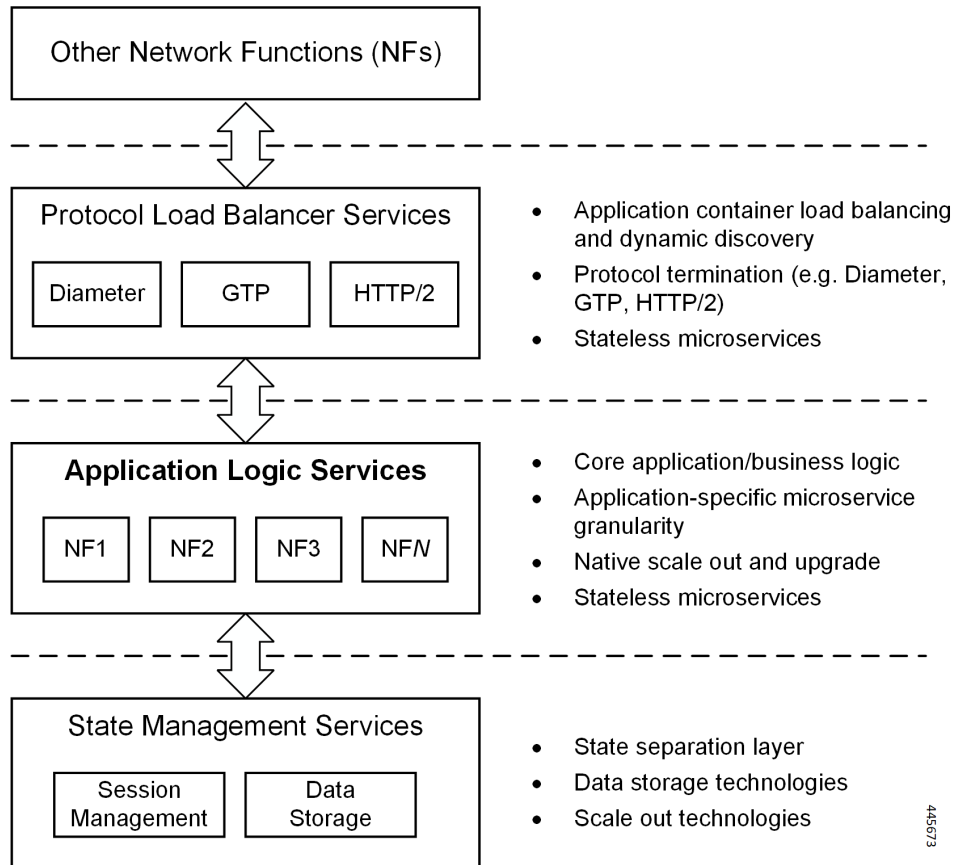 Other Network Functions (NFs)
Protocol Load Balancer Services
Diameter
GTP
HTTP/2
• Application container load balancing
and dynamic discovery
• Protocol termination (e.g. Diameter,
GTP, HTTP/2)
• Stateless microservices
Application Logic Services
NF1
NF2
NF3
NFN
• Core application/business logic
• Application-specific microservice
granularity
• Native scale out and upgrade
• Stateless microservices
State Management Services
Session
Management
Data
Storage
• State separation layer
• Data storage technologies
• Scale out technologies
445673